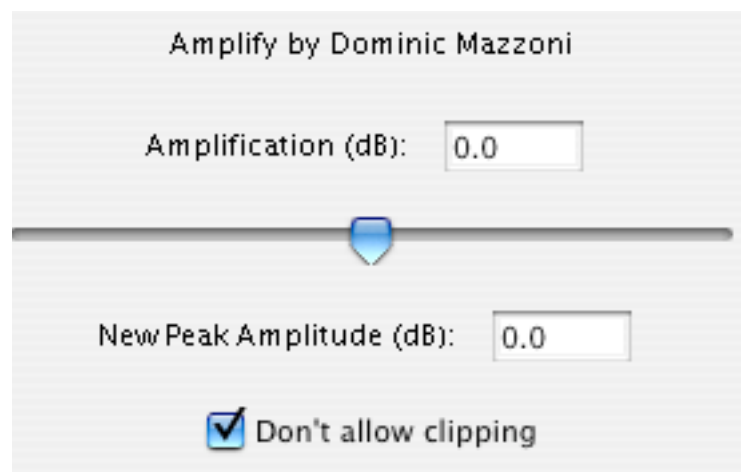 Amplify by Dominic Mazzoni
Amplification (dB): 0.0
New Peak Amplitude (dB): 0.0
Don't allow clipping